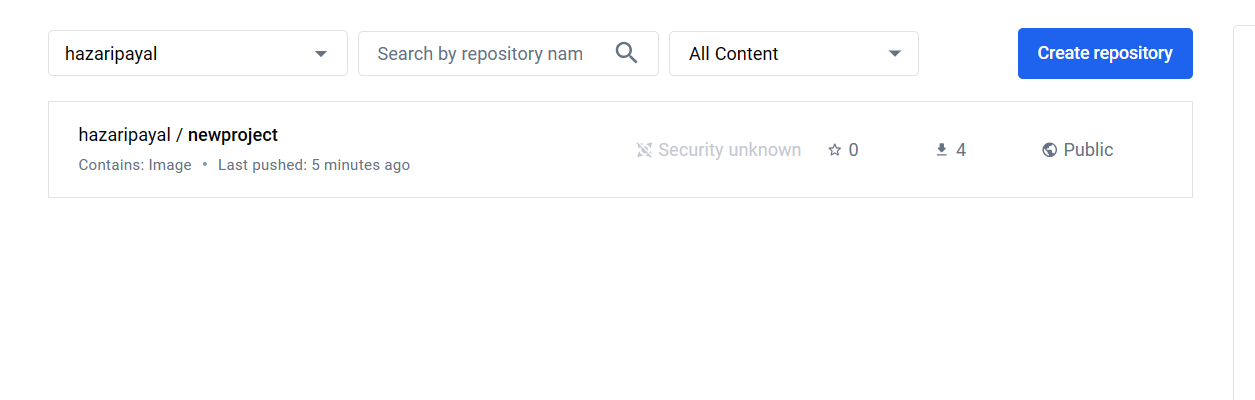 hazaripayal
Search by repository nam
All Content
Create repository
hazaripayal / newproject
Contains: Image • Last pushed: 5 minutes ago
Security unknown
0
4
Public